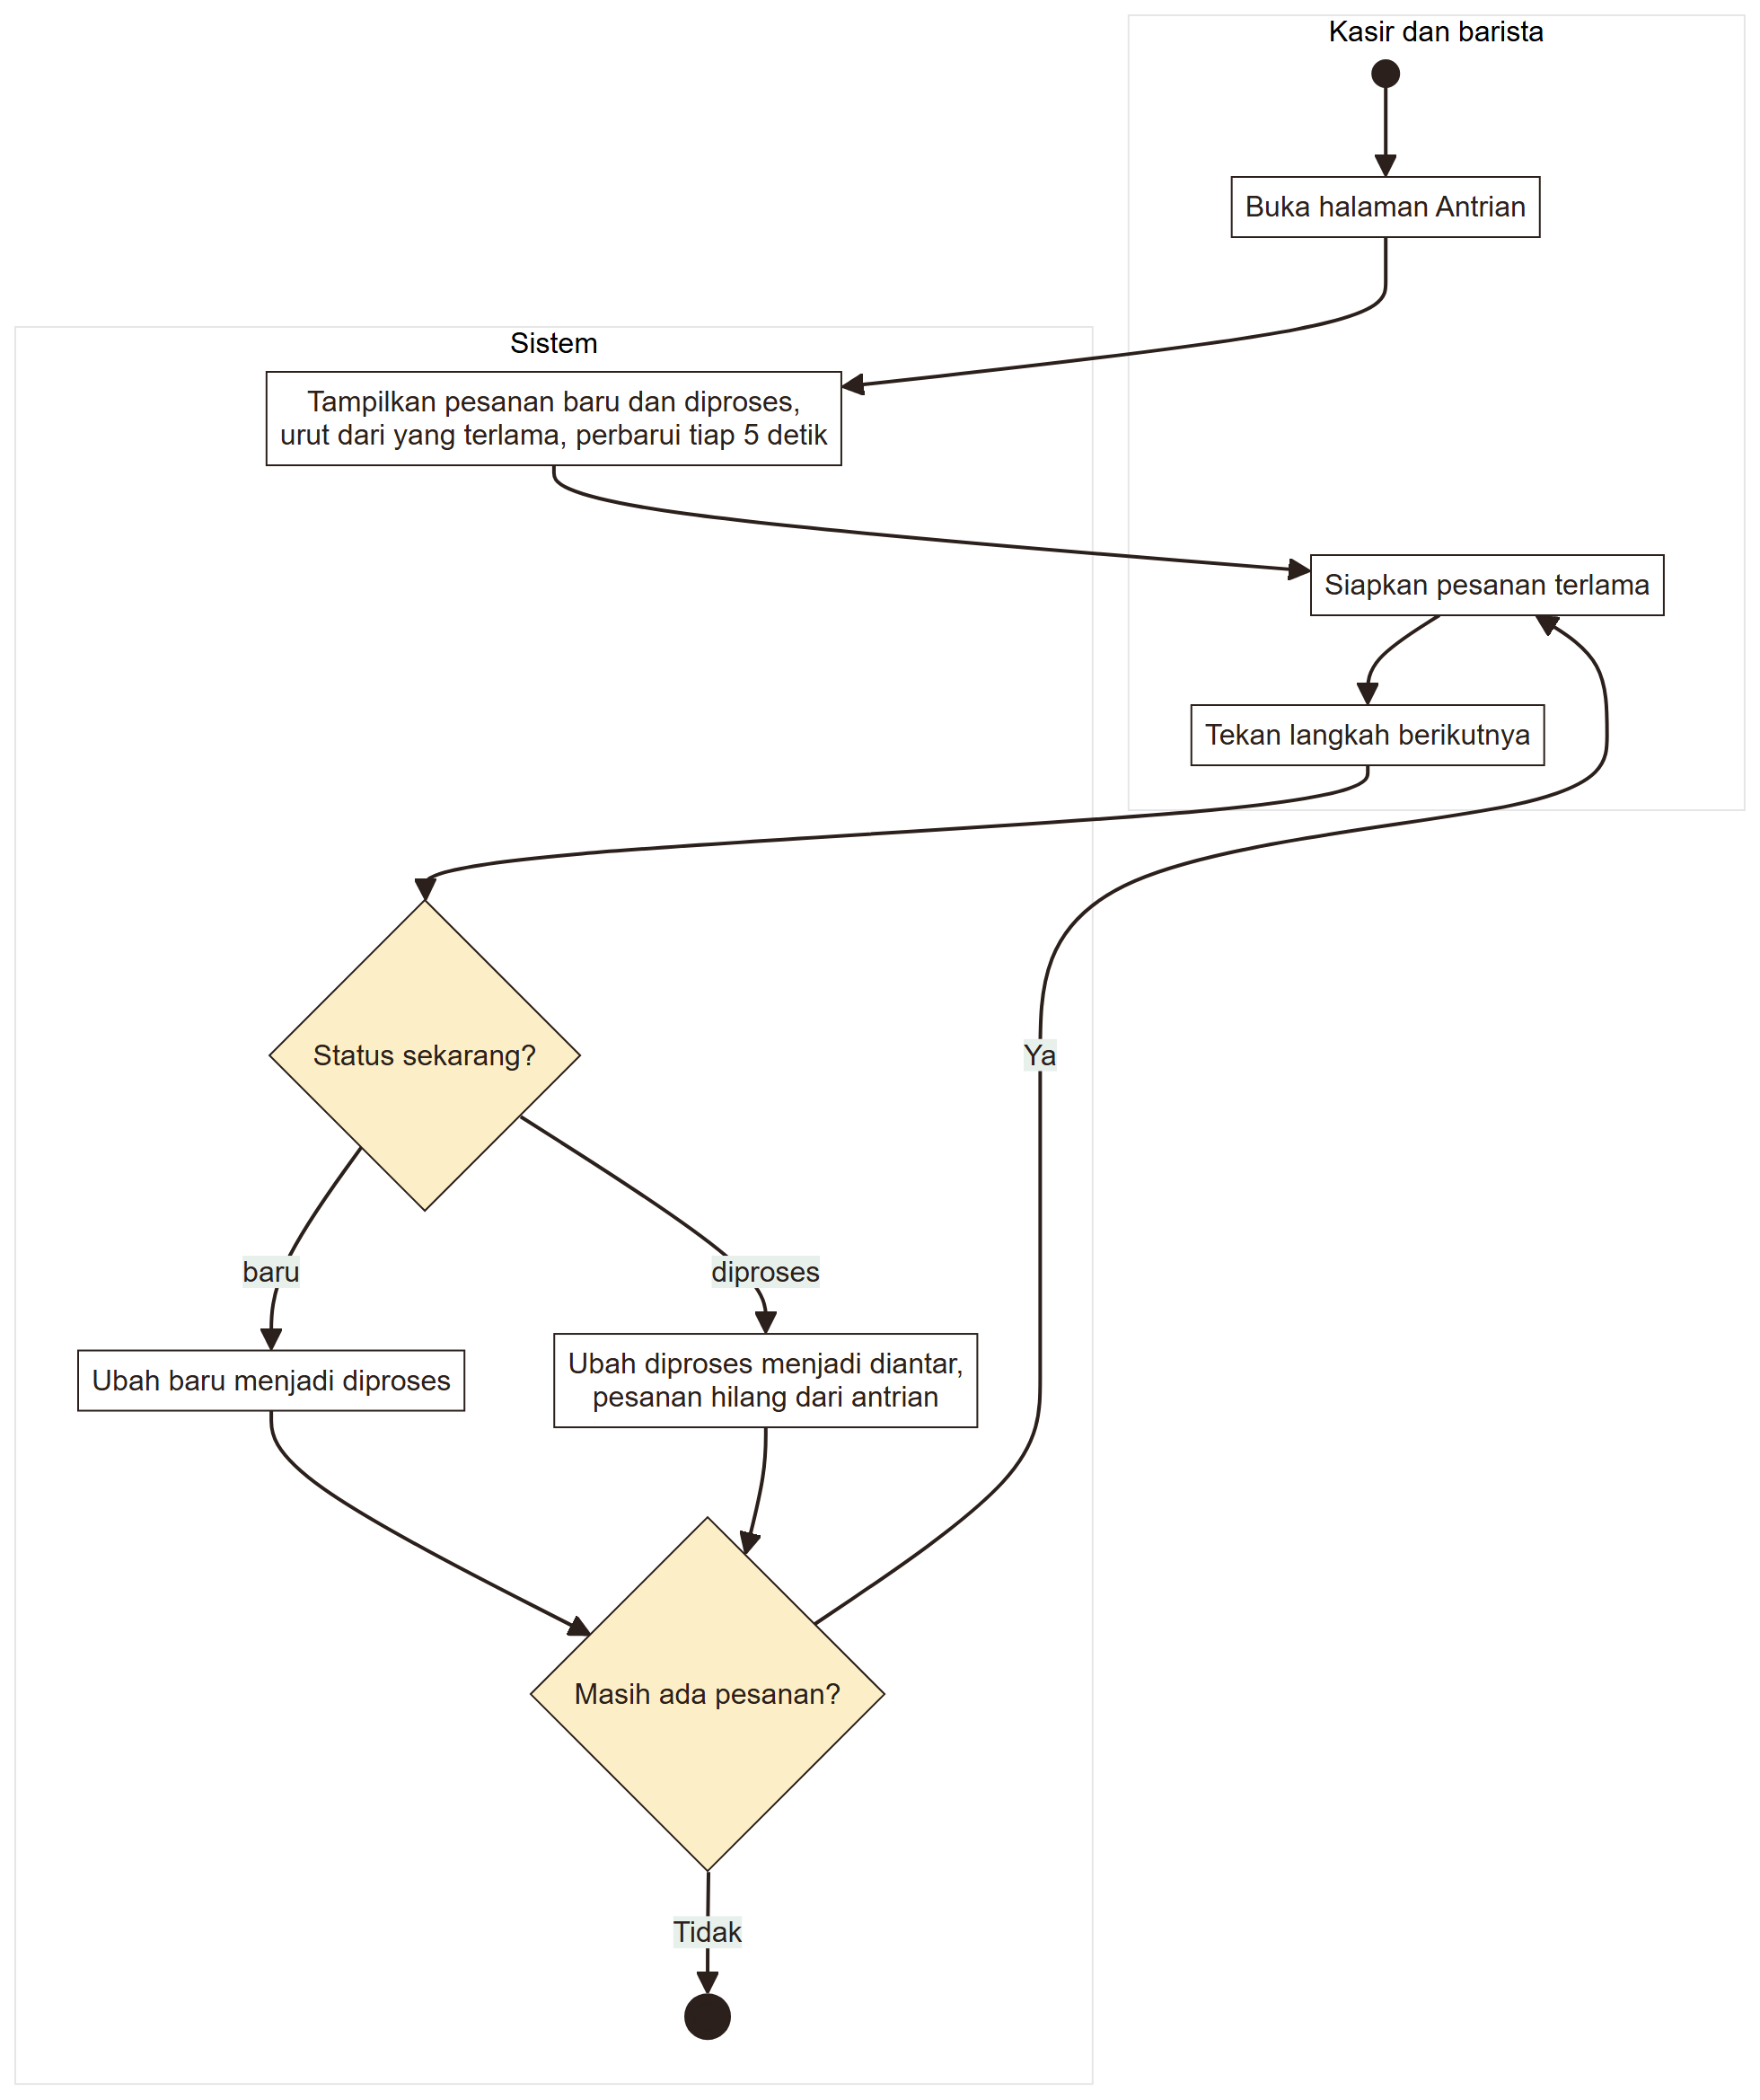 Kasir dan barista
Buka halaman Antrian
Sistem
Tampilkan pesanan baru dan diproses,
urut dari yang terlama, perbarui tiap 5 detik
Siapkan pesanan terlama
Tekan langkah berikutnya
Status sekarang?
Ya
baru
diproses
Ubah baru menjadi diproses
Ubah diproses menjadi diantar,
pesanan hilang dari antrian
Masih ada pesanan?
Tidak